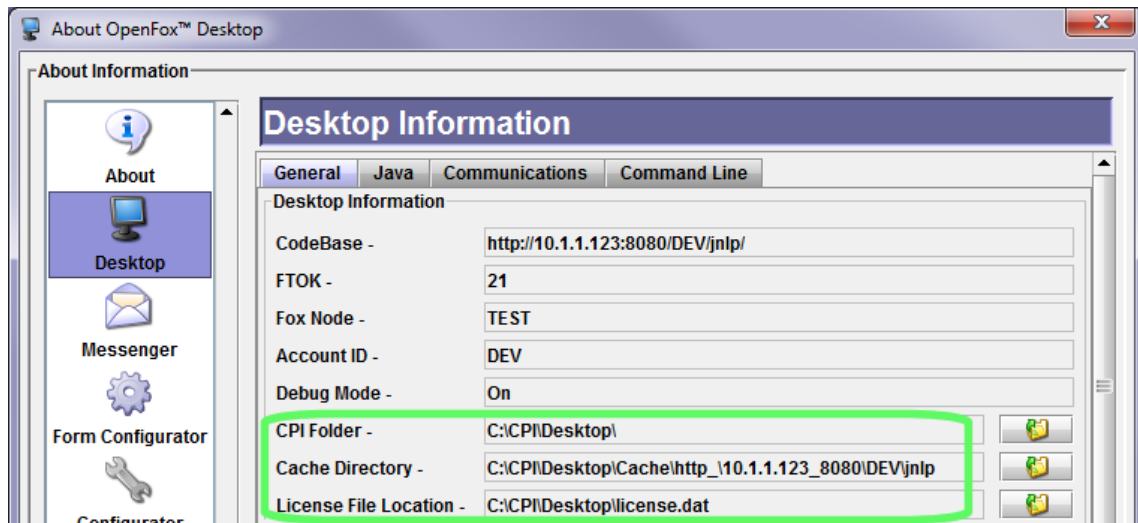 About OpenFox™ Desktop
About Information
About
Desktop
Messenger
Form Configurator
Configurator
Desktop Information
General Java Communications Command Line
Desktop Information
CodeBase - http://10.1.1.123:8080/DEV/jnlp/
FTOK - 21
Fox Node - TEST
Account ID - DEV
Debug Mode - On
CPI Folder - C:\CPI\Desktop\
Cache Directory - C:\CPI\Desktop\Cache\http_\10.1.1.123_8080\DEV\jnlp
License File Location - C:\CPI\Desktop\license.dat